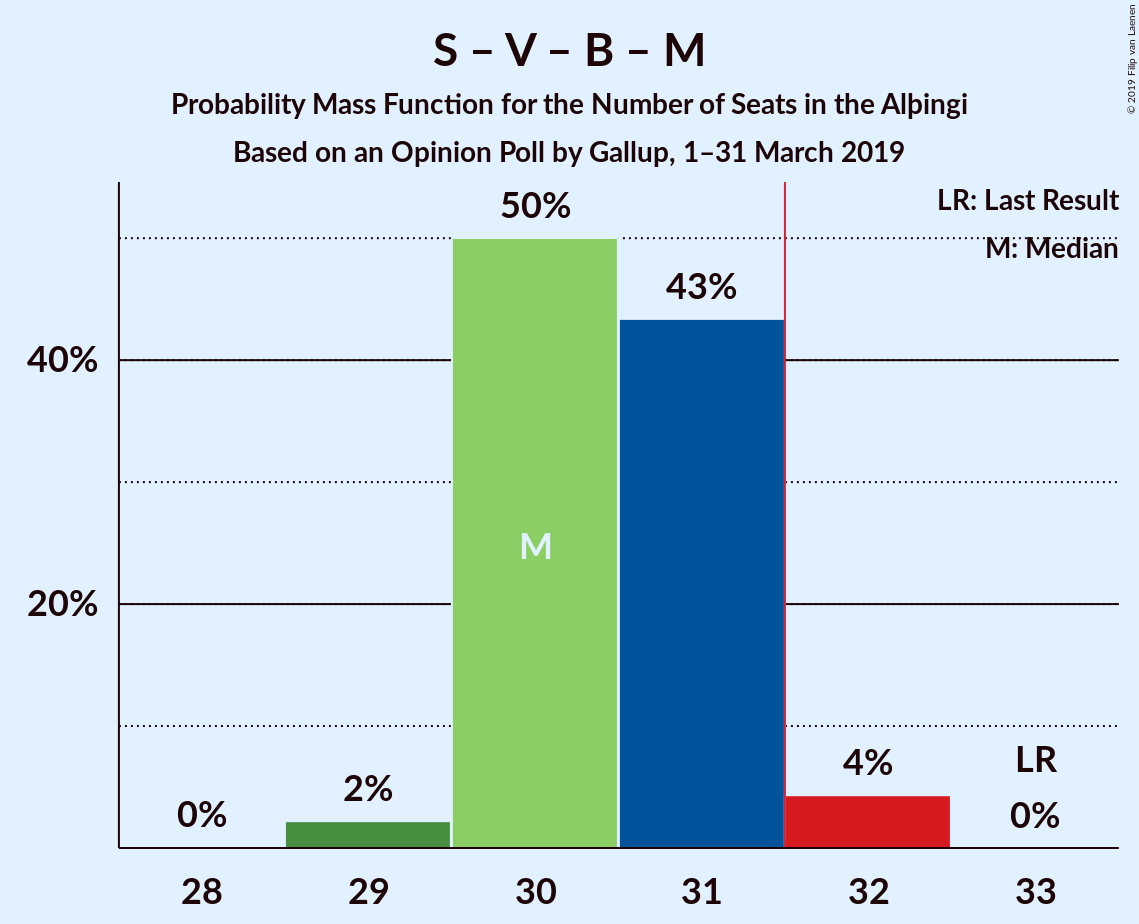 S – V – B – M
Probability Mass Function for the Number of Seats in the Alþingi
Based on an Opinion Poll by Gallup, 1–31 March 2019
© 2019 Filip van Laenen
LR: Last Result
M: Median
50%
43%
40%
M
20%
4%
LR
2%
0%
0%
28 29 30 31 32 33